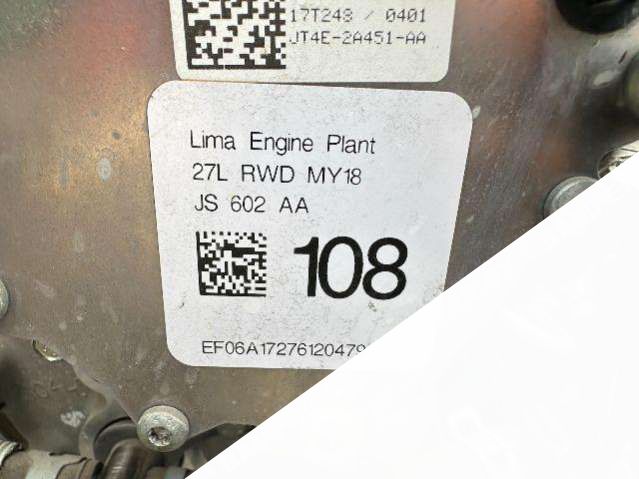 17T248 / 0401
JT4E-2A451-AA
Lima Engine Plant
27L RWD MY18
JS 602 AA
108